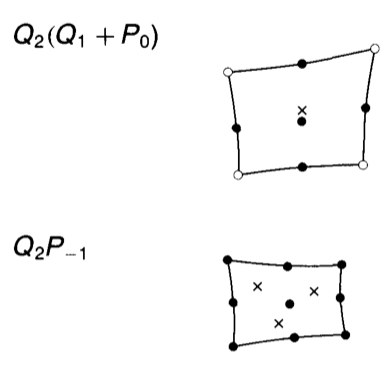 Q₂(Q₁ + P₀)
Q₂P₋₁